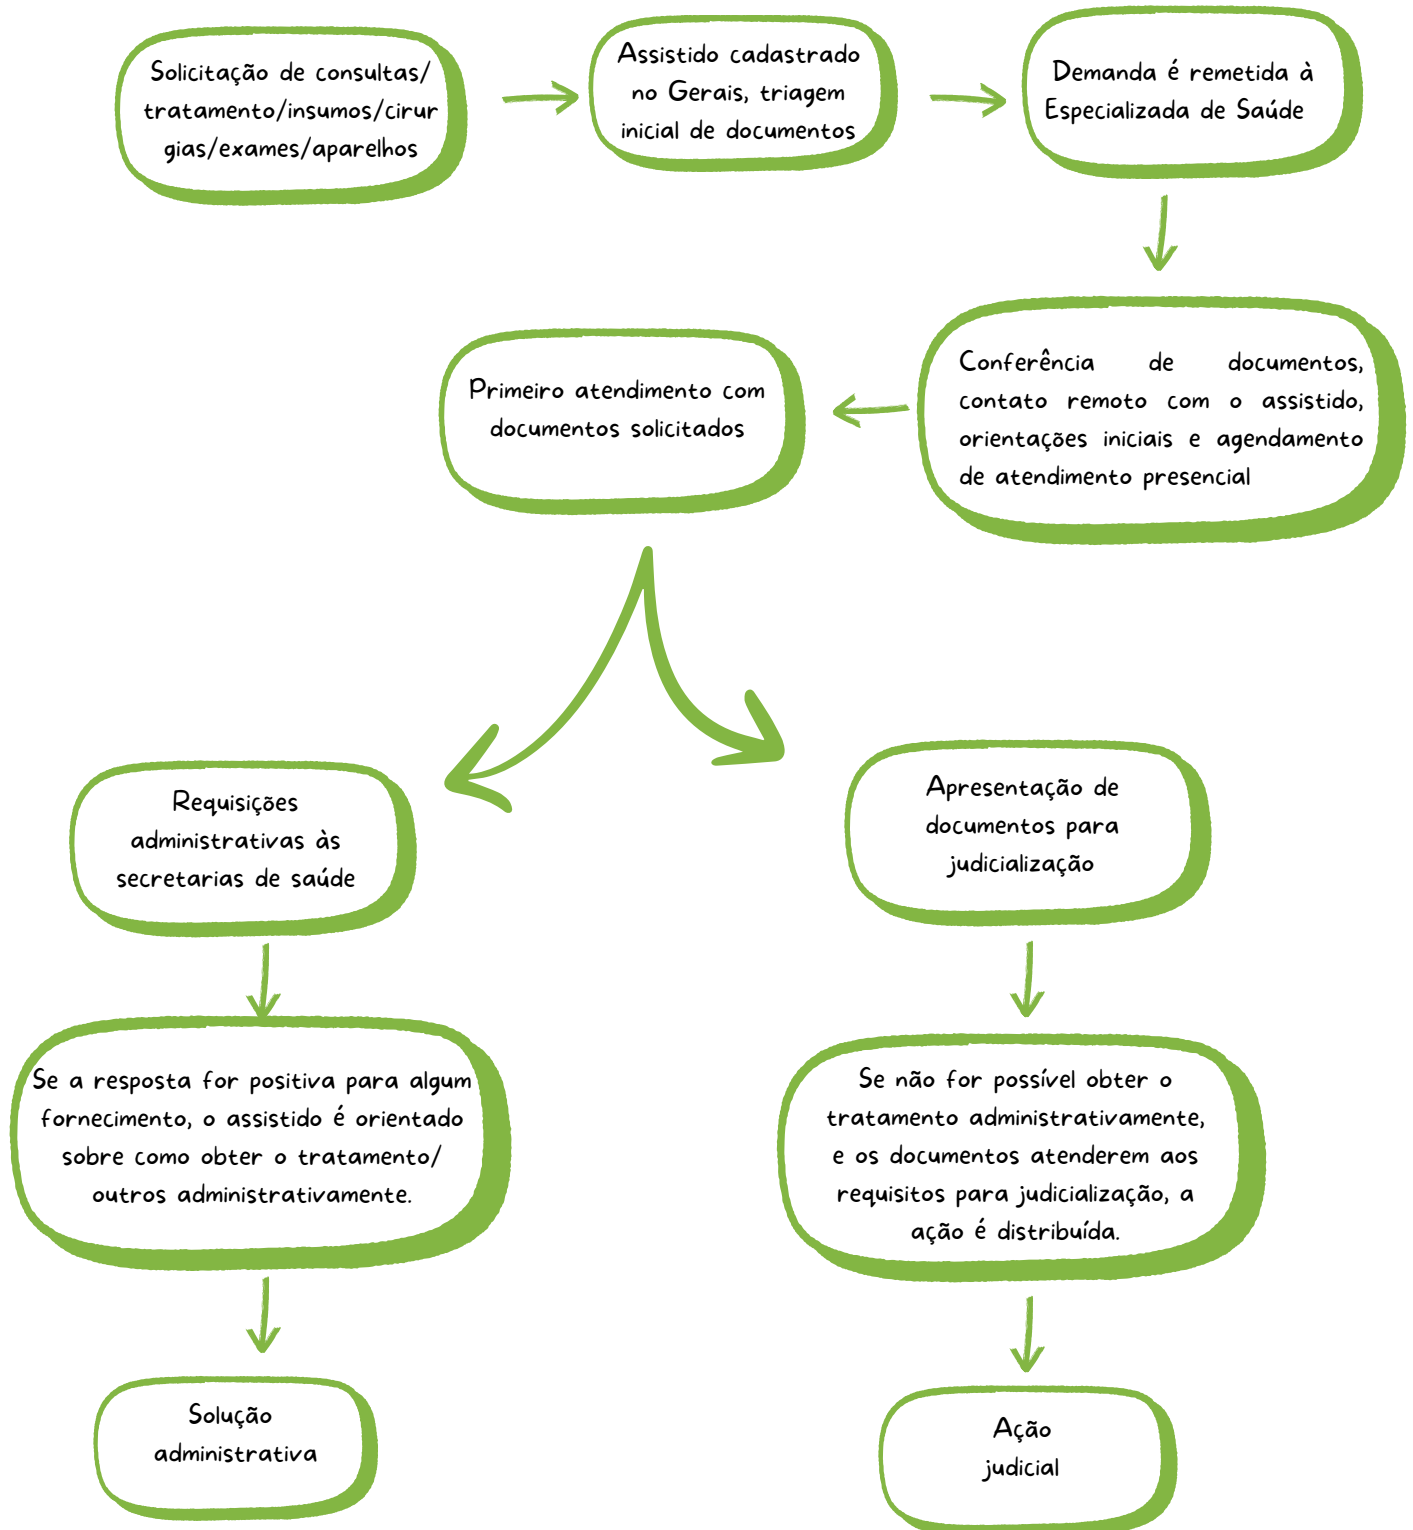 Solicitação de consultas/
tratamento/insumos/cirur
gias/exames/aparelhos
Assistido cadastrado
no Gerais, triagem
inicial de documentos
Demanda é remetida à
Especializada de Saúde
Conferência de documentos,
contato remoto com o assistido,
orientações iniciais e agendamento
de atendimento presencial
Primeiro atendimento com
documentos solicitados
Requisições
administrativas às
secretarias de saúde
Se a resposta for positiva para algum
fornecimento, o assistido é orientado
sobre como obter o tratamento/
outros administrativamente.
Solução
administrativa
Apresentação de
documentos para
judicialização
Se não for possível obter o
tratamento administrativamente,
e os documentos atenderem aos
requisitos para judicialização, a
ação é distribuída.
Ação
judicial